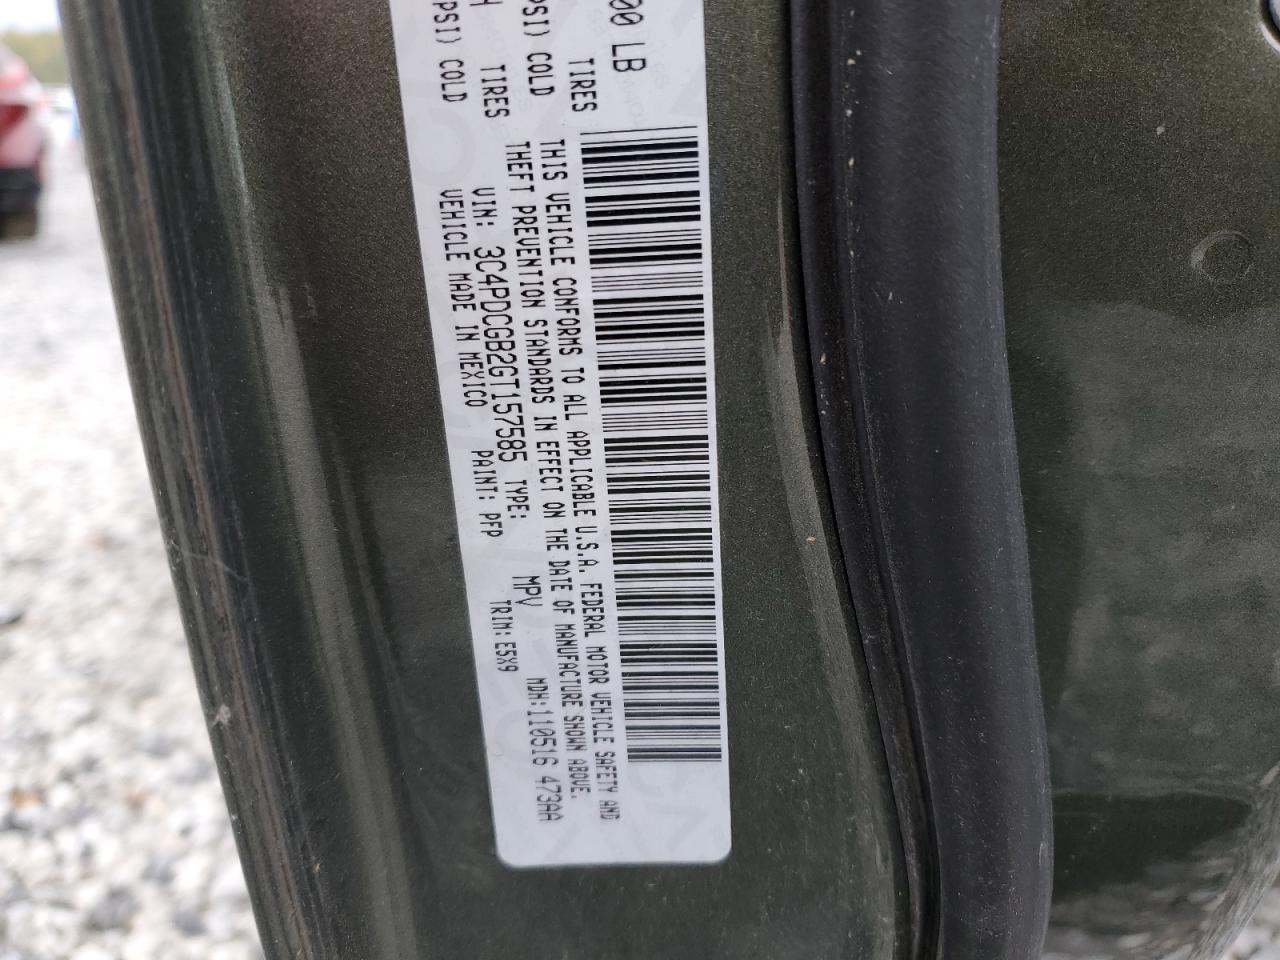 00 LB
TIRES
PSI) COLD
TIRES
PSI) COLD
THIS VEHICLE CONFORMS TO ALL APPLICABLE U.S.A. FEDERAL MOTOR VEHICLE SAFETY AND
THEFT PREVENTION STANDARDS IN EFFECT ON THE DATE OF MANUFACTURE SHOWN ABOVE.
VIN: 3C4PDCGB2GT157585 TYPE: MPV MDH:110516 473AA
VEHICLE MADE IN MEXICO PAINT: PFP TRIM: E5X9